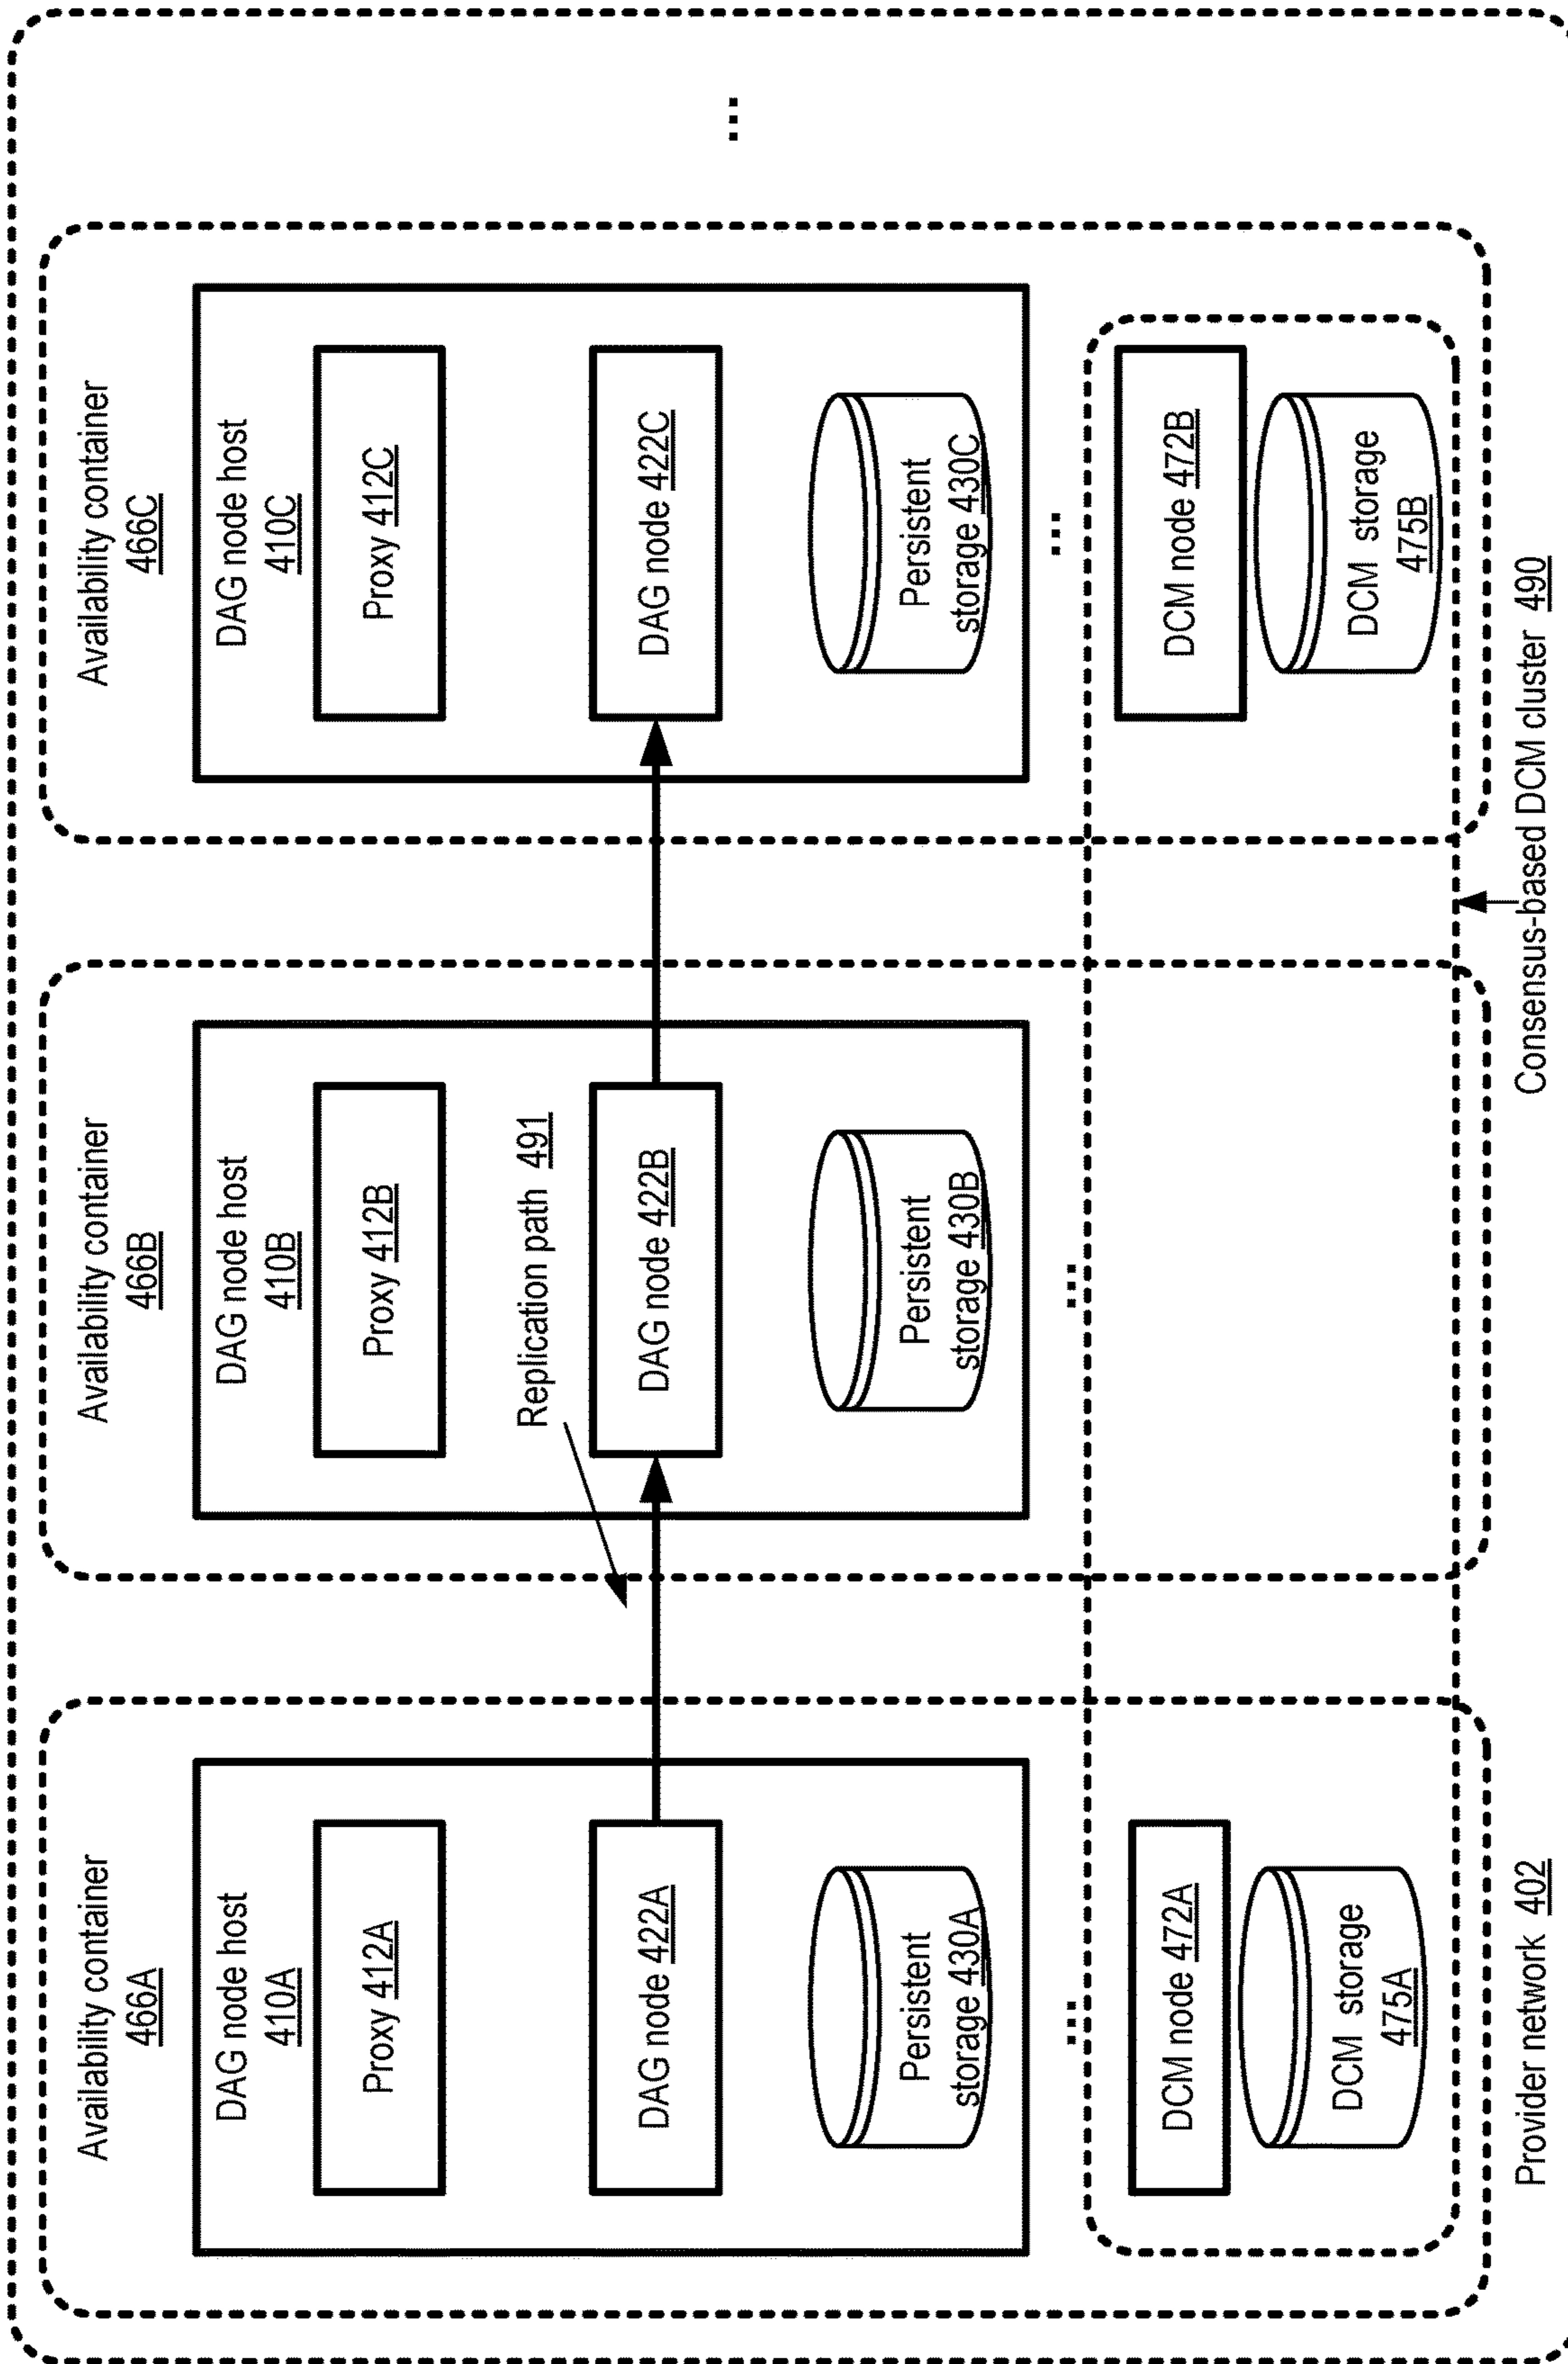 Availability container
466A
DAG node host
410A
Proxy 412A
DAG node 422A
Persistent
storage 430A
...
DCM node 472A
DCM storage
475A
Availability container
466B
DAG node host
410B
Proxy 412B
Replication path 491
DAG node 422B
Persistent
storage 430B
...
Availability container
466C
DAG node host
410C
Proxy 412C
DAG node 422C
Persistent
storage 430C
...
DCM node 472B
DCM storage
475B
...
Provider network 402
Consensus-based DCM cluster 490